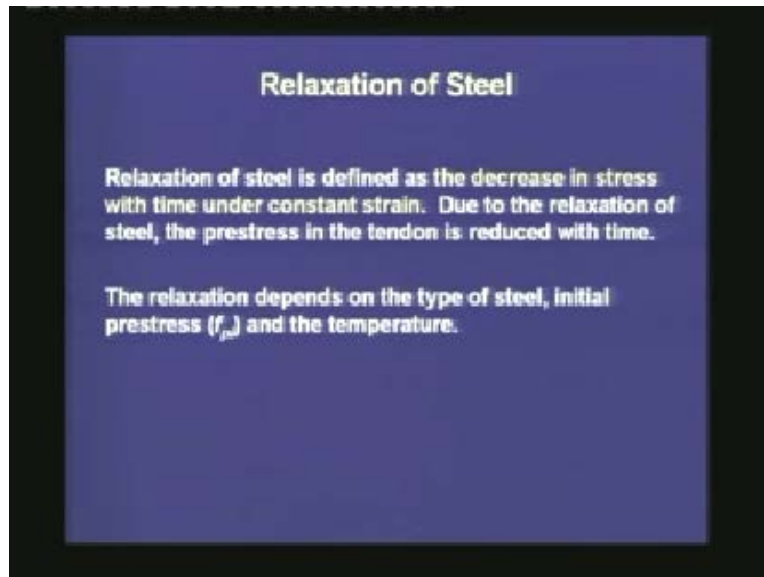 Relaxation of Steel
Relaxation of steel is defined as the decrease in stress
with time under constant strain. Due to the relaxation of
steel, the prestress in the tendon is reduced with time.
The relaxation depends on the type of steel, initial
prestress (fpi) and the temperature.